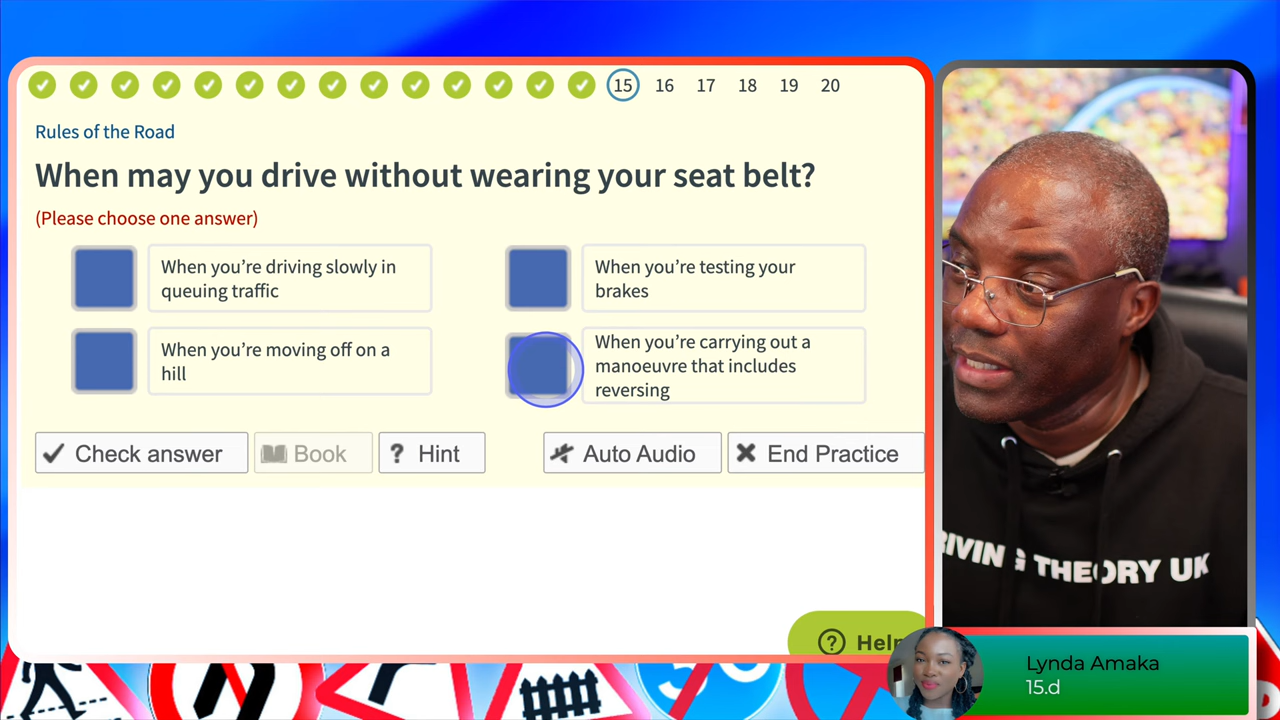 15 16 17 18 19 20
Rules of the Road
When may you drive without wearing your seat belt?
(Please choose one answer)
When you’re driving slowly in
queuing traffic
When you’re testing your
brakes
When you’re moving off on a
hill
When you’re carrying out a
manoeuvre that includes
reversing
Check answer
Book
? Hint
Auto Audio
End Practice
? Help
RIVING THEORY UK
Lynda Amaka
15.d